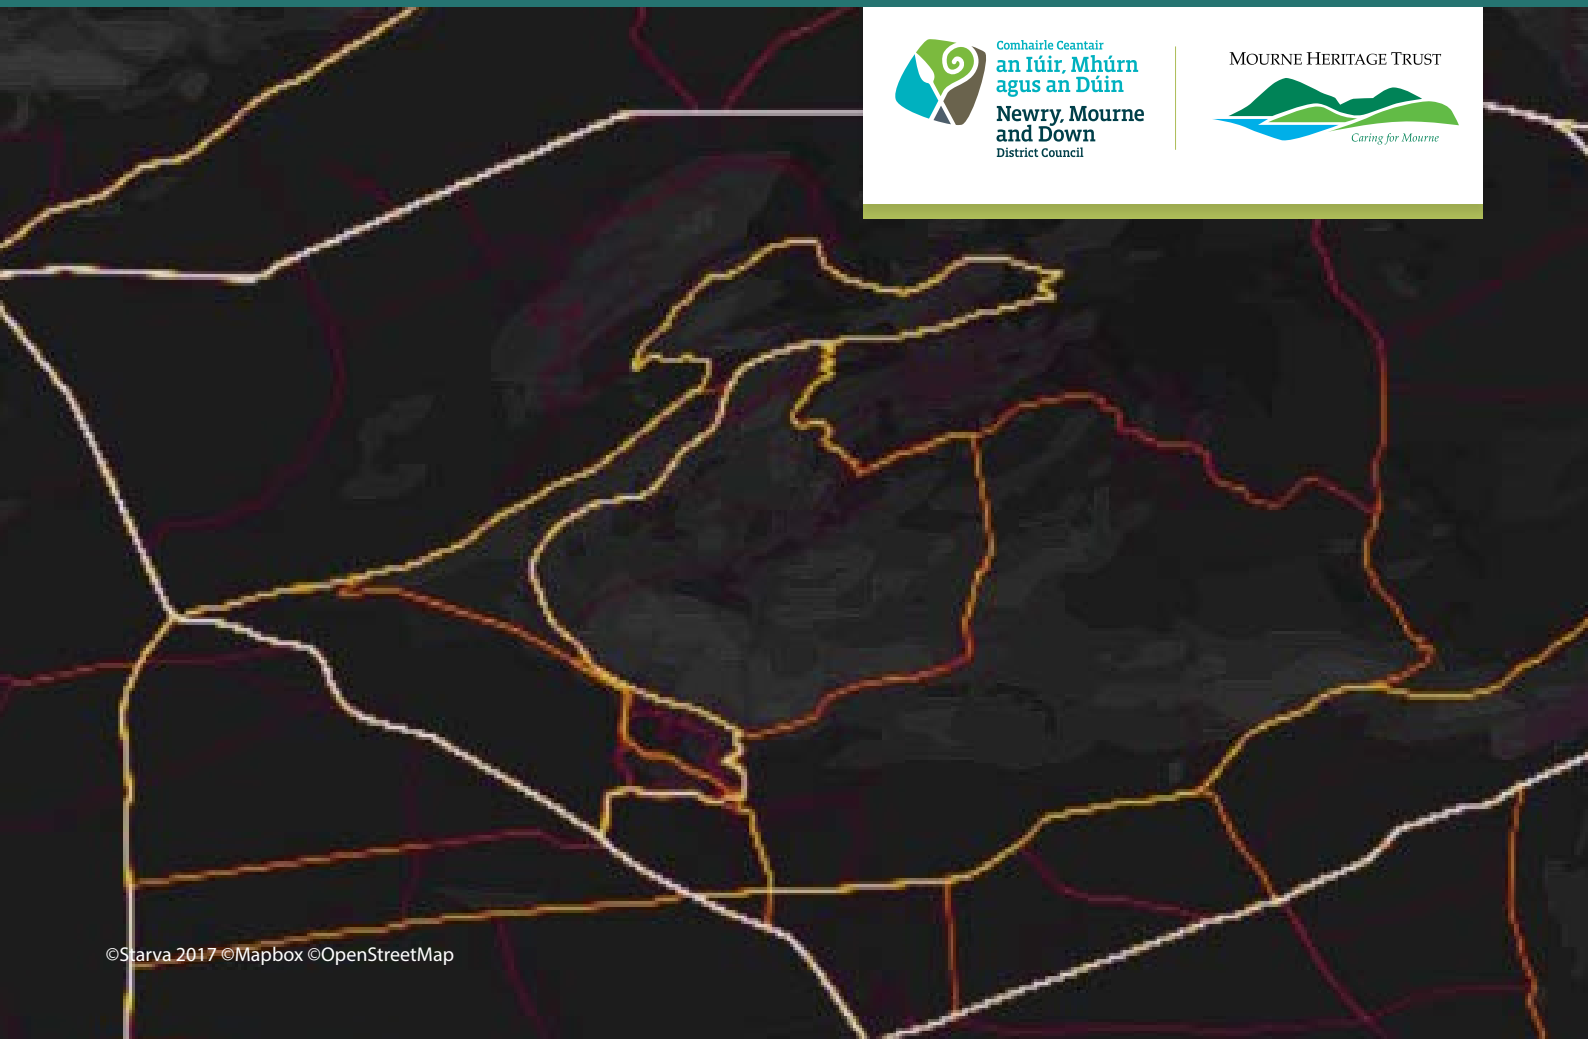 Comhairle Ceantair
an Iúir, Mhúrn
agus an Dúin
Newry, Mourne
and Down
District Council
MOURNE HERITAGE TRUST
Caring for Mourne
©Starva 2017 ©Mapbox ©OpenStreetMap